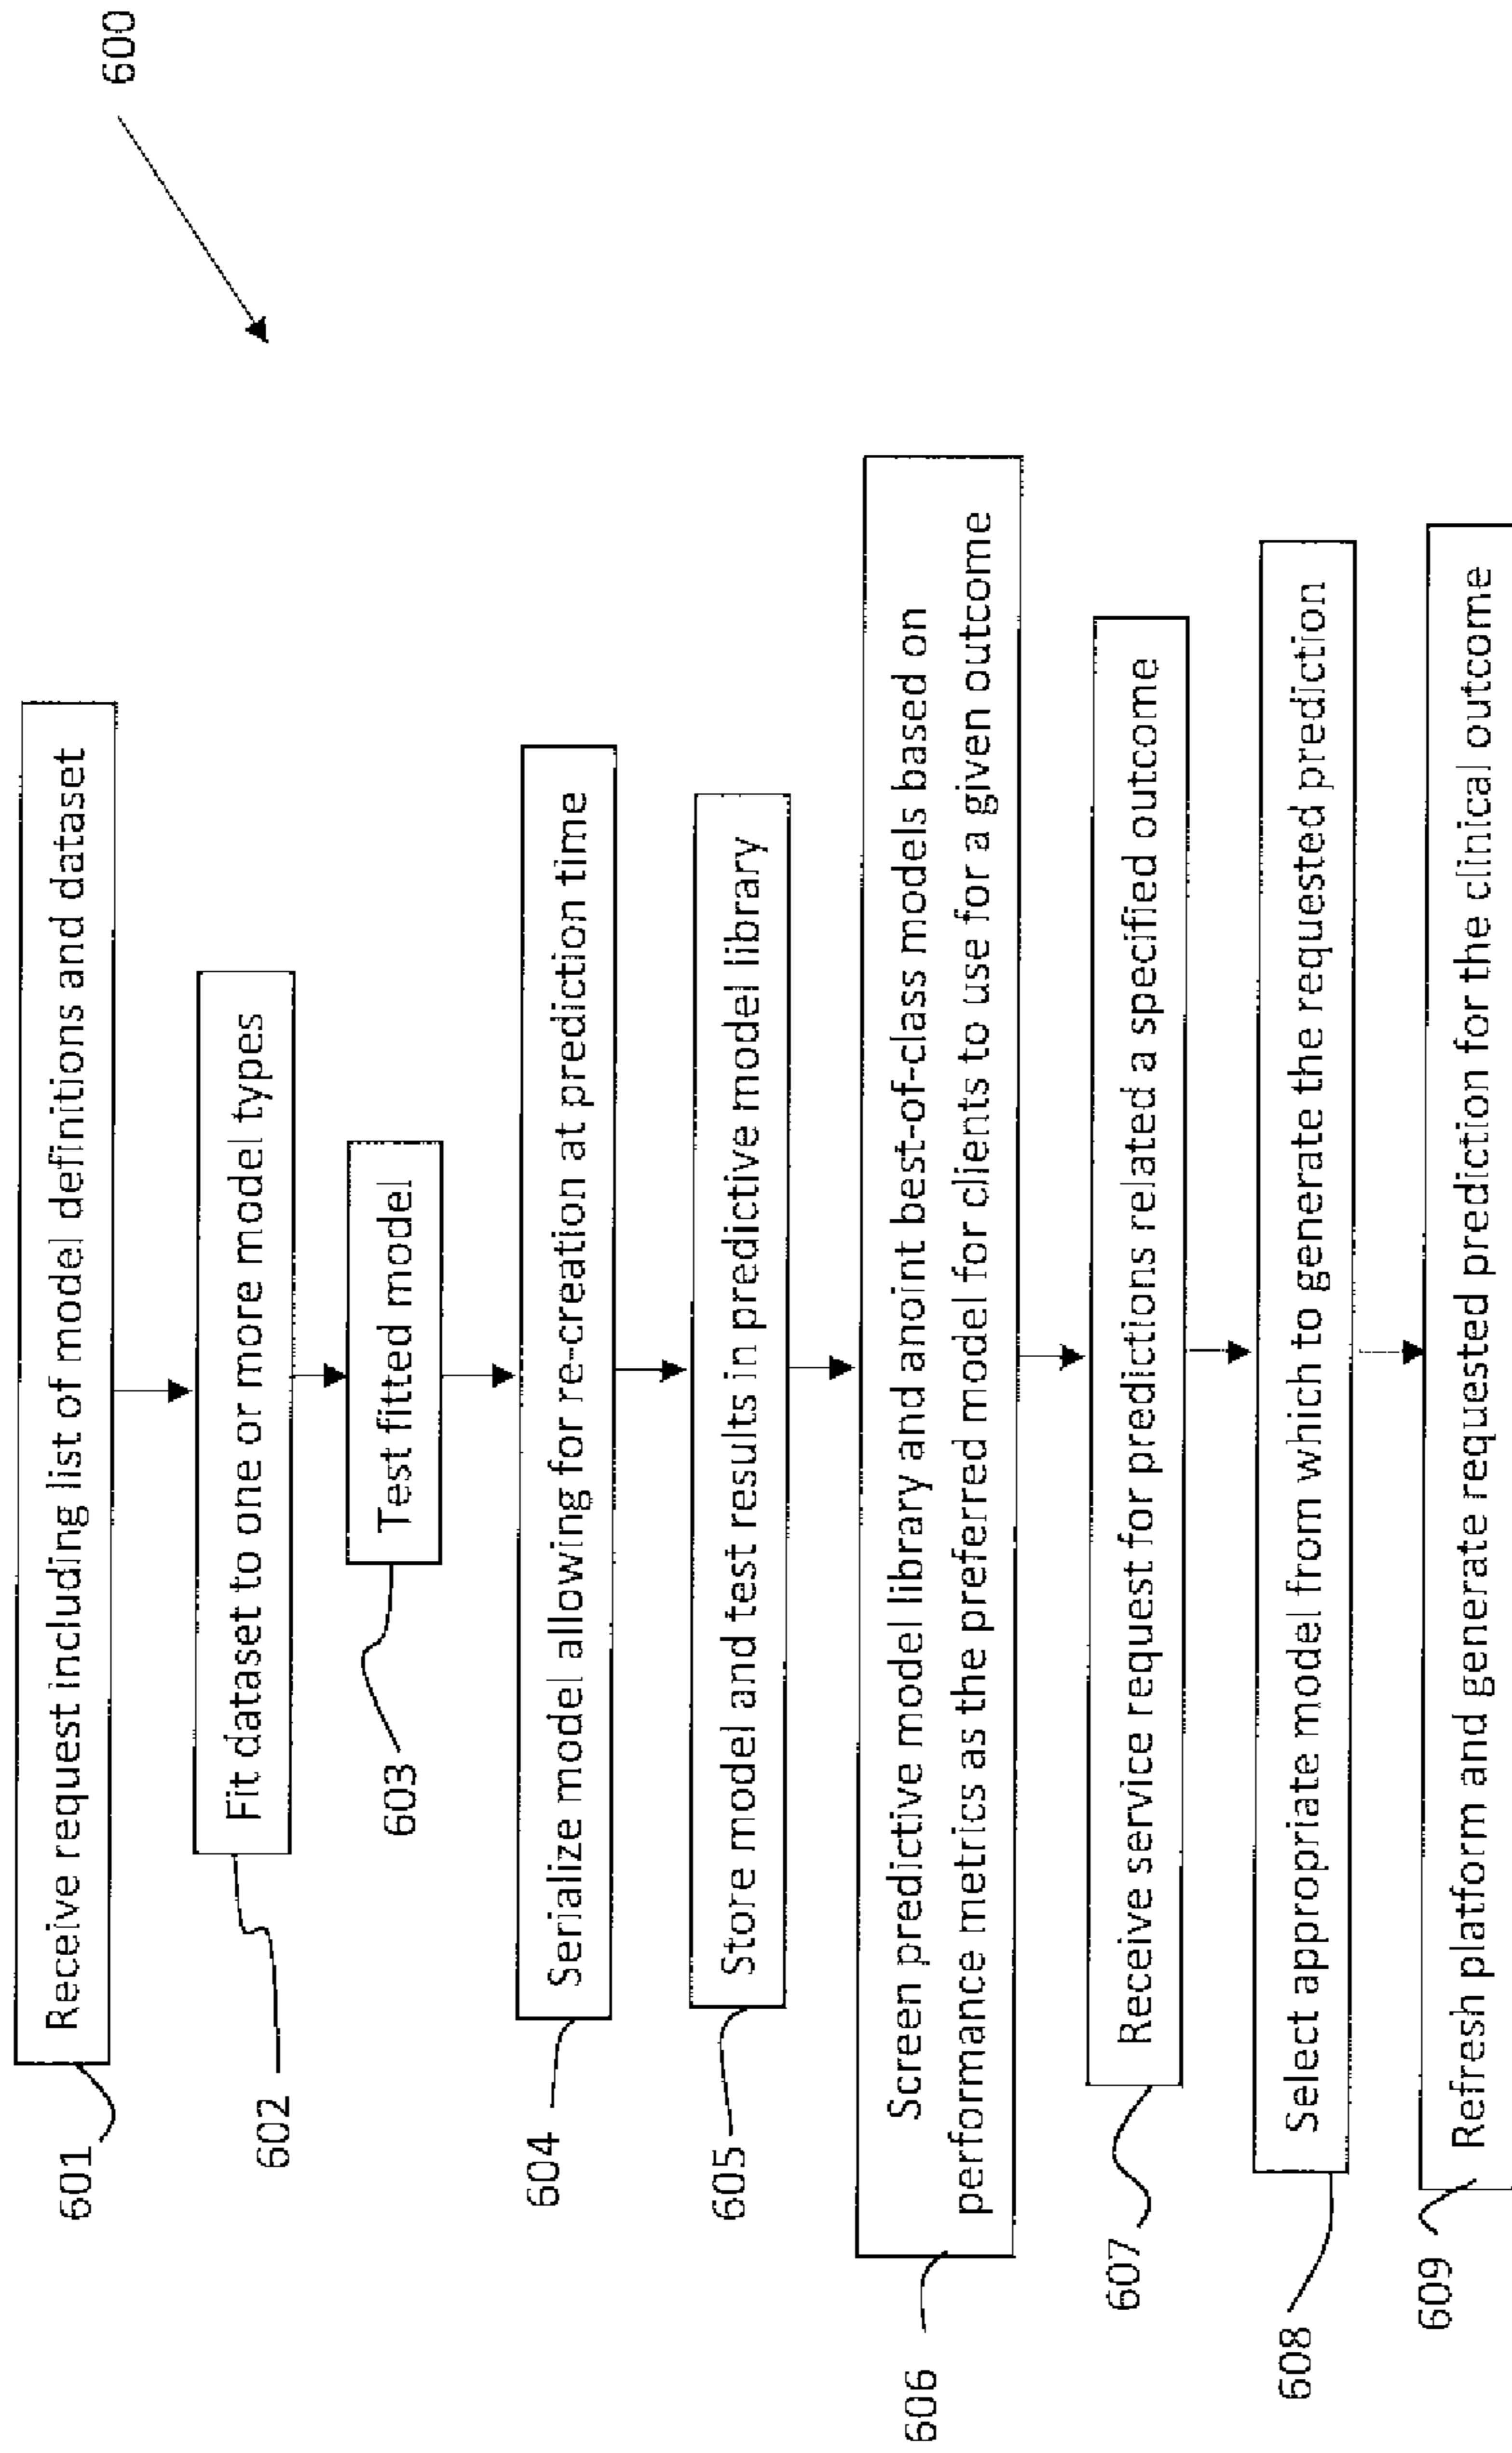 600
601
Receive request including list of model definitions and dataset
602
Fit dataset to one or more model types
603
Test fitted model
604
Serialize model allowing for re-creation at prediction time
605
Store model and test results in predictive model library
606
Screen predictive model library and anoint best-of-class models based on
performance metrics as the preferred model for clients to use for a given outcome
607
Receive service request for predictions related a specified outcome
608
Select appropriate model from which to generate the requested prediction
609
Refresh platform and generate requested prediction for the clinical outcome